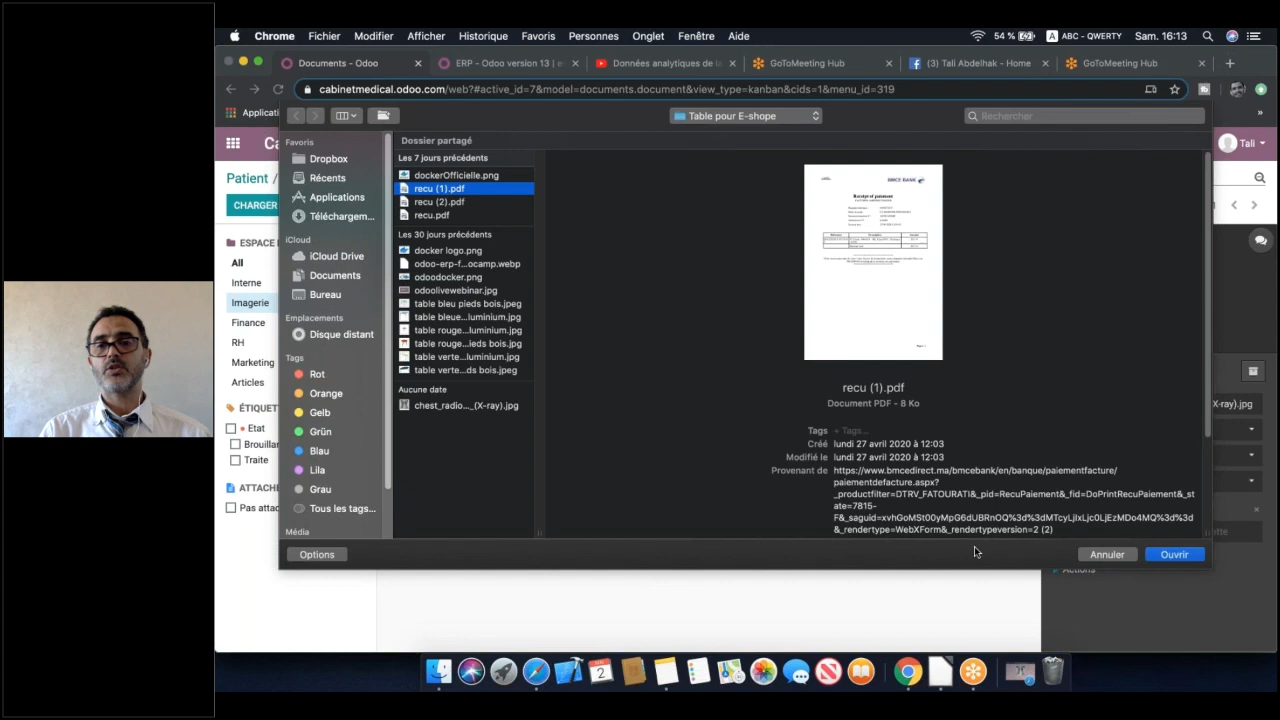 Chrome Fichier Modifier Afficher Historique Favoris Personnes Onglet Fenêtre Aide
54 % ABC - QWERTY Sam. 16:13
Documents - Odoo
ERP - Odoo version 13 | e
Données analytiques de la
GoToMeeting Hub
(3) Tali Abdelhak - Home
GoToMeeting Hub
cabinetmedical.odoo.com/web?#active_id=7&model=documents.document&view_type=kanban&cids=1&menu_id=319
Applicati
»
Ca
Tali
Patient /
CHARGER
ESPACE
All
Interne
Imagerie
Finance
RH
Marketing
Articles
ÉTIQUE
Etat
Brouillar
Traite
ATTACHE
Pas attac
Table pour E-shope
Rechercher
Favoris
Dropbox
Récents
Applications
Téléchargem...
iCloud
iCloud Drive
Documents
Bureau
Emplacements
Disque distant
Tags
Rot
Orange
Gelb
Grün
Blau
Lila
Grau
Tous les tags...
Média
Dossier partagé
Les 7 jours précédents
dockerOfficielle.png
recu (1).pdf
recu (2).pdf
recu.pdf
Les 30 jours précédents
docker logo.png
odoo-erp-f...ocamp.webp
odoodocker.png
odoolivewebinar.jpg
table bleu pieds bois.jpeg
table bleue...luminium.jpg
table rouge...luminium.jpg
table rouge...ieds bois.jpg
table verte...luminium.jpg
table verte...ds bois.jpeg
Aucune date
chest_radio..._(X-ray).jpg
BMCE BANK
Receipt of payment
recu (1).pdf
Document PDF - 8 Ko
Tags + Tags...
Créé lundi 27 avril 2020 à 12:03
Modifié le lundi 27 avril 2020 à 12:03
Provenant de https://www.bmcedirect.ma/bmcebank/en/banque/paiementfacture/
paiementdefacture.aspx?
_productfilter=DTRV_FATOURATI&_pid=RecuPaiement&_fid=DoPrintRecuPaiement&_st
ate=7815-
F&_saguid=xvhGoMSt00yMpG6dUBRnOQ%3d%3dMTcyLjIxLjc0LjEzMDo4MQ%3d%3d
&_rendertype=WebXForm&_rendertypeversion=2 (2)
Options
Annuler
Ouvrir
X-ray).jpg
Actions
2